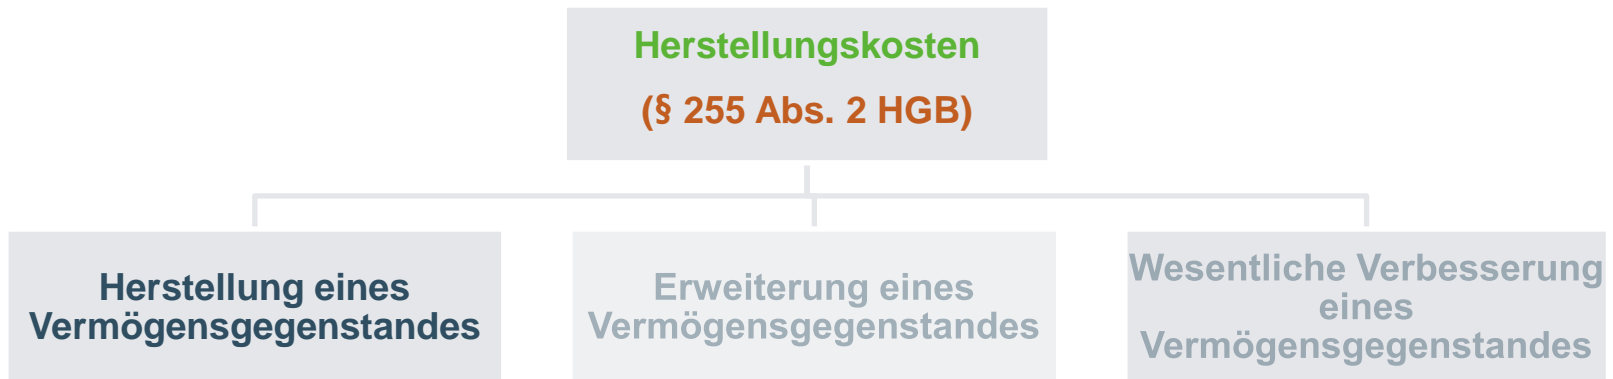 Herstellungskosten
(§ 255 Abs. 2 HGB)
Herstellung eines
Vermögensgegenstandes
Erweiterung eines
Vermögensgegenstandes
Wesentliche Verbesserung
eines
Vermögensgegenstandes